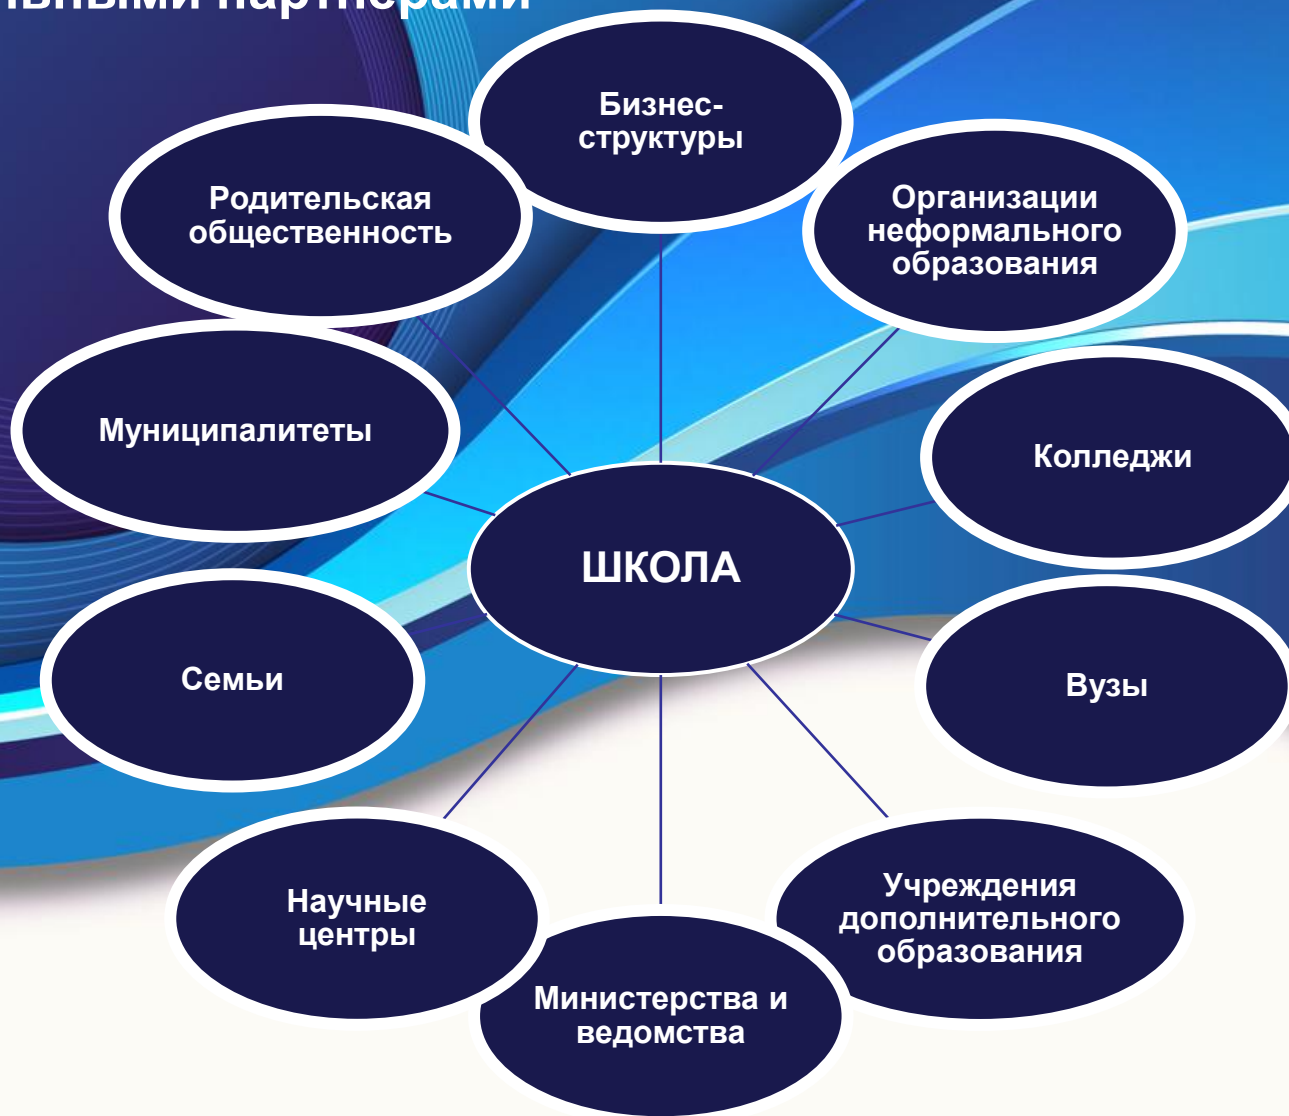 партнерами
Бизнес-
структуры
Родительская
общественность
Организации
неформального
образования
Муниципалитеты
Колледжи
ШКОЛА
Семьи
Вузы
Научные
центры
Учреждения
дополнительного
образования
Министерства и
ведомства